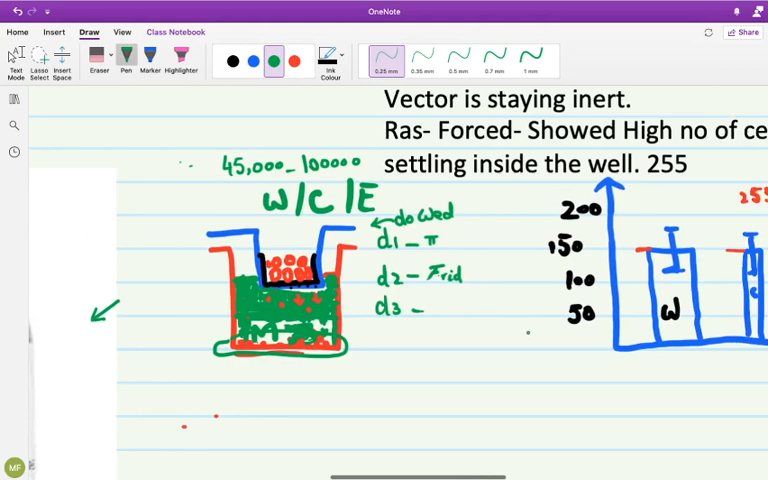 OneNote
Home Insert Draw View Class Notebook
Share
Text Mode
Lasso Select
Insert Space
Eraser
Pen
Marker
Highlighter
Ink Colour
0.25 mm
0.35 mm
0.5 mm
0.7 mm
1 mm
Vector is staying inert.
Ras- Forced- Showed High no of ce
settling inside the well. 255
45,000-100000
W/C/E
d1 -
d2 - Frid
d3 -
200
150
100
50
255
W
C
MF